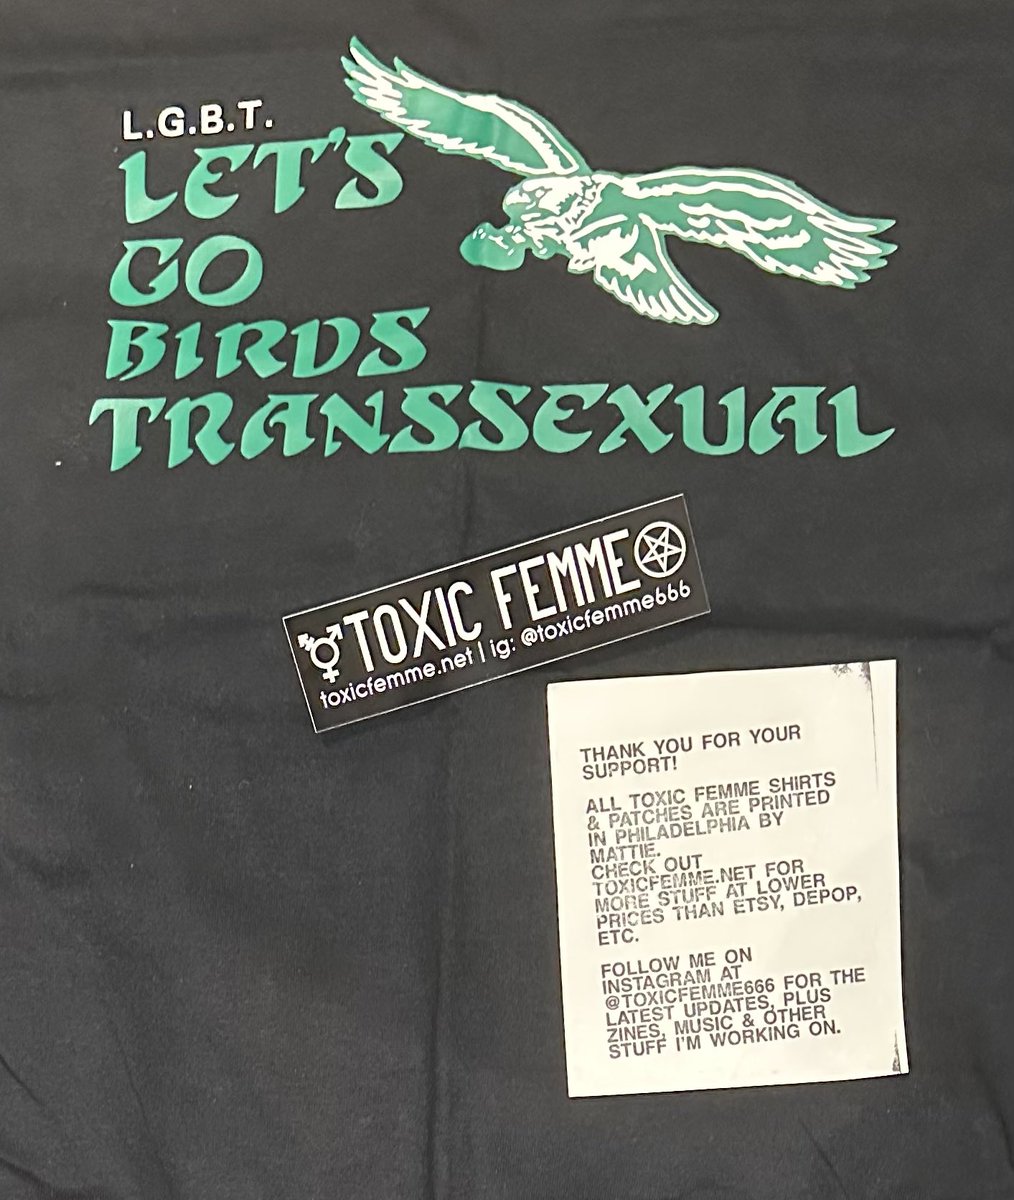 L.G.B.T.
LET'S
GO
BIRDS
TRANSSEXUAL
TOXIC FEMME
toxicfemme.net | ig: @toxicfemme666
THANK YOU FOR YOUR
SUPPORT!
ALL TOXIC FEMME SHIRTS
& PATCHES ARE PRINTED
IN PHILADELPHIA BY
MATTIE.
CHECK OUT
TOXICFEMME.NET FOR
MORE STUFF AT LOWER
PRICES THAN ETSY, DEPOP,
ETC.
FOLLOW ME ON
INSTAGRAM AT
@TOXICFEMME666 FOR THE
LATEST UPDATES, PLUS
ZINES, MUSIC & OTHER
STUFF I'M WORKING ON.